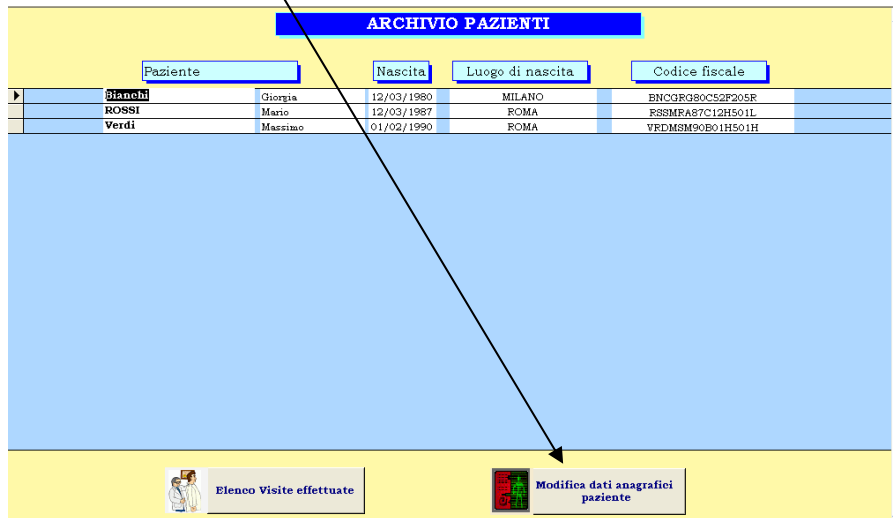 ARCHIVIO PAZIENTI
Paziente Nascita Luogo di nascita Codice fiscale
Bianchi Giorgia 12/03/1980 MILANO BNCGRG80C52F205R
ROSSI Mario 12/03/1987 ROMA RSSMRA87C12H501L
Verdi Massimo 01/02/1990 ROMA VRDMSM90B01H501H
Elenco Visite effettuate
Modifica dati anagrafici
paziente